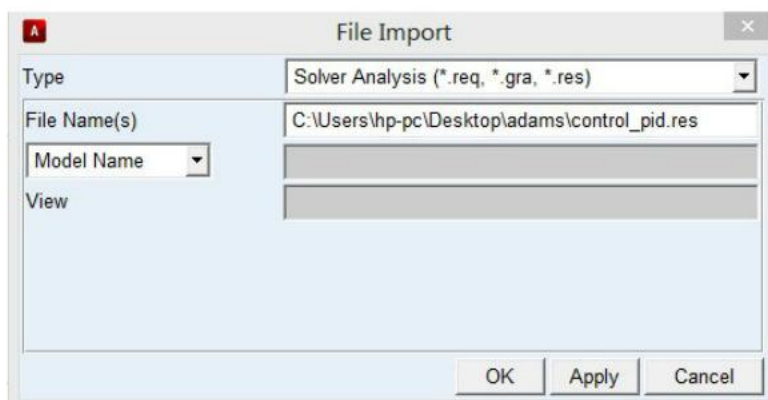 A
File Import
Type
Solver Analysis (*.req, *.gra, *.res)
File Name(s)
C:\Users\hp-pc\Desktop\adams\control_pid.res
Model Name
View
OK Apply Cancel